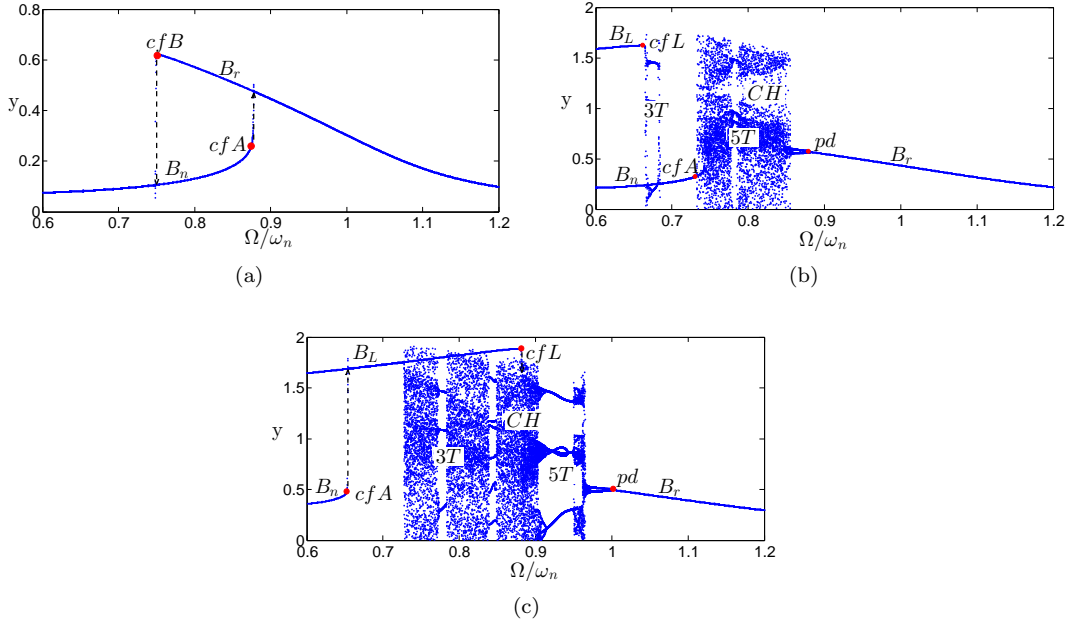 0.8
0.6
0.4
0.2
0
y
cfB
B_r
cfA
B_n
0.6 0.7 0.8 0.9 1 1.1 1.2
Ω/ω_n
(a)
2
1.5
1
0.5
0
y
B_L
cfL
3T
CH
5T
B_n
cfA
pd
B_r
0.6 0.7 0.8 0.9 1 1.1 1.2
Ω/ω_n
(b)
2
1.5
1
0.5
0
y
B_L
cfL
CH
3T
5T
B_n
cfA
pd
B_r
0.6 0.7 0.8 0.9 1 1.1 1.2
Ω/ω_n
(c)